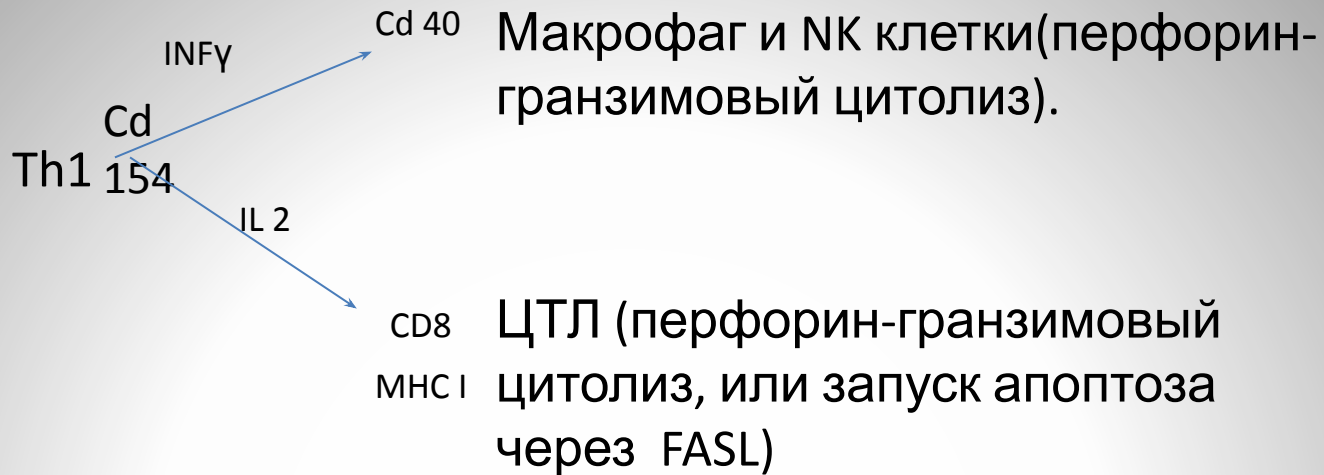 Cd 40 Макрофаг и NK клетки(перфорин-
гранзимовый цитолиз).
INFγ
Cd
Th1 154
IL 2
CD8 ЦТЛ (перфорин-гранзимовый
MHC I цитолиз, или запуск апоптоза
через FASL)